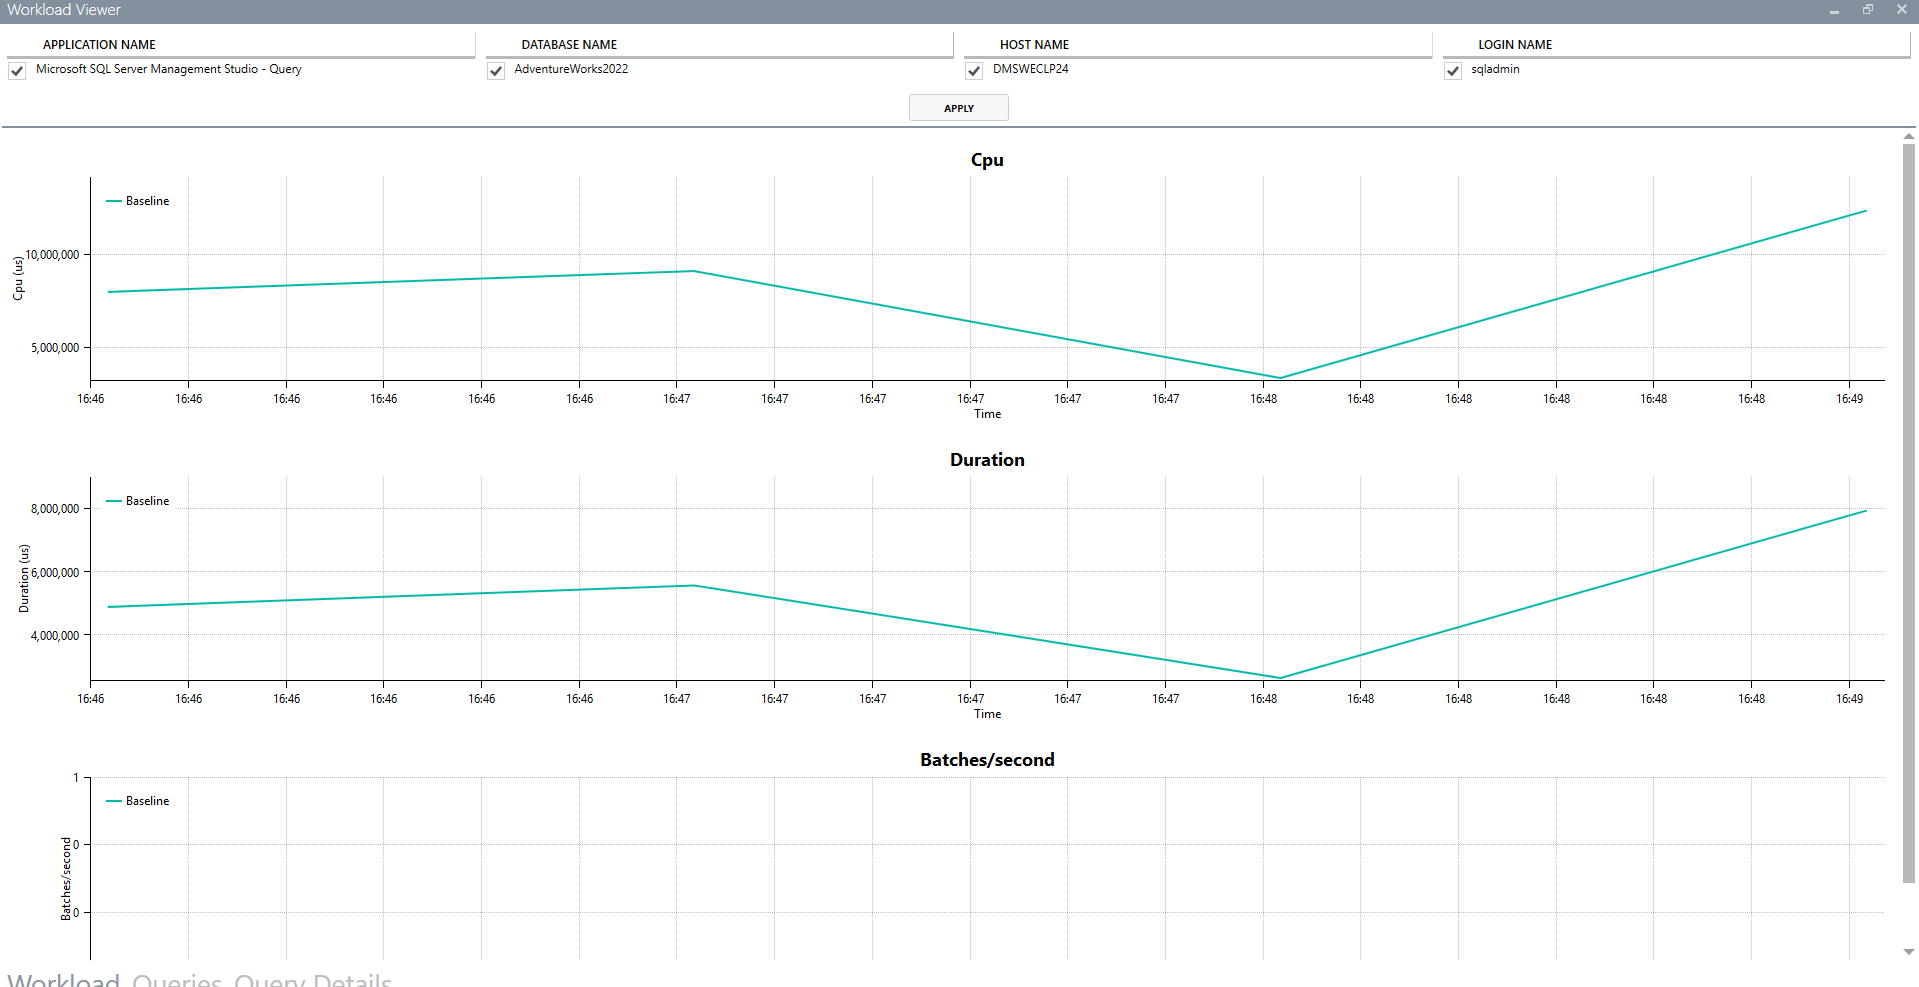 Workload Viewer
APPLICATION NAME
DATABASE NAME
HOST NAME
LOGIN NAME
Microsoft SQL Server Management Studio - Query
AdventureWorks2022
DMSWECLP24
sqladmin
APPLY
Cpu
Baseline
10,000,000
5,000,000
Cpu (us)
16:46 16:46 16:46 16:46 16:46 16:46 16:47 16:47 16:47 16:47 16:47 16:47 16:48 16:48 16:48 16:48 16:48 16:48 16:49
Time
Duration
Baseline
8,000,000
6,000,000
4,000,000
Duration (us)
16:46 16:46 16:46 16:46 16:46 16:46 16:47 16:47 16:47 16:47 16:47 16:47 16:48 16:48 16:48 16:48 16:48 16:48 16:49
Time
Batches/second
1
Baseline
0
0
Batches/second
Workload Queries Query Details